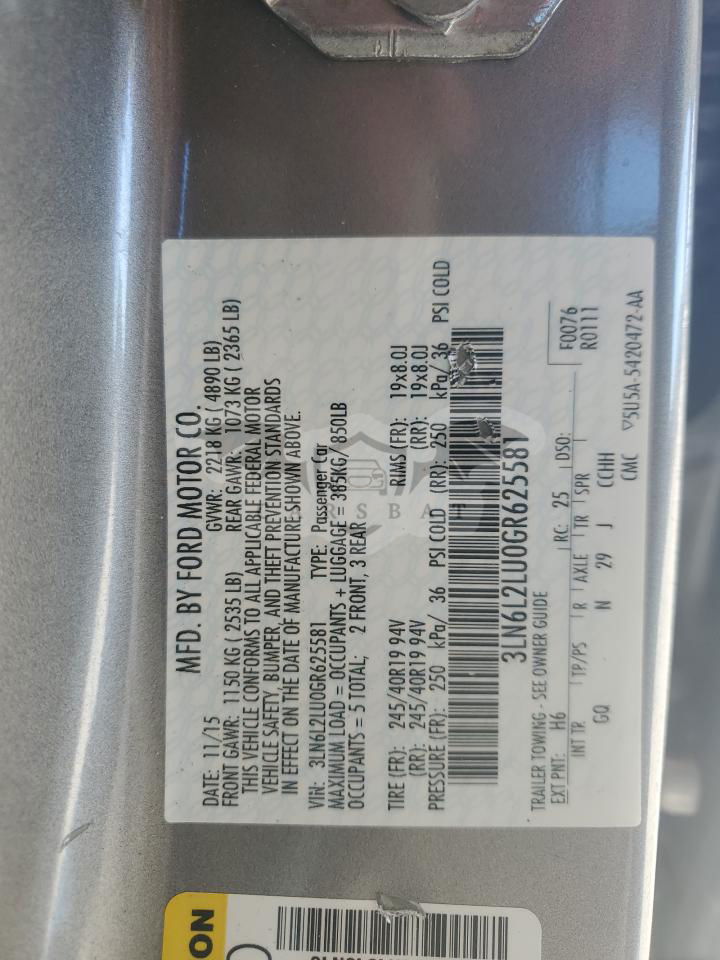 MFD. BY FORD MOTOR CO.
DATE: 11/15 GVWR: 2218 KG ( 4890 LB)
FRONT GAWR: 1150 KG ( 2535 LB) REAR GAWR: 1073 KG ( 2365 LB)
THIS VEHICLE CONFORMS TO ALL APPLICABLE FEDERAL MOTOR
VEHICLE SAFETY, BUMPER, AND THEFT PREVENTION STANDARDS
IN EFFECT ON THE DATE OF MANUFACTURE SHOWN ABOVE.
VIN: 3LN6L2LU0GR625581 TYPE: Passenger Car
MAXIMUM LOAD = OCCUPANTS + LUGGAGE = 385KG/ 850LB
OCCUPANTS = 5 TOTAL; 2 FRONT, 3 REAR
TIRE (FR): 245/40R19 94V RIMS (FR): 19x8.0J
(RR): 245/40R19 94V (RR): 19x8.0J
PRESSURE (FR): 250 kPa/ 36 PSI COLD (RR): 250 kPa/ 36 PSI COLD
3LN6L2LU0GR625581
TRAILER TOWING - SEE OWNER GUIDE
F0076
EXT PNT: H6 RC: 25 DSO: R0111
INT TR TP/PS R AXLE TR SPR
GQ N 29 J CCHH
CMC ▽5U5A-5420472-AA
ON